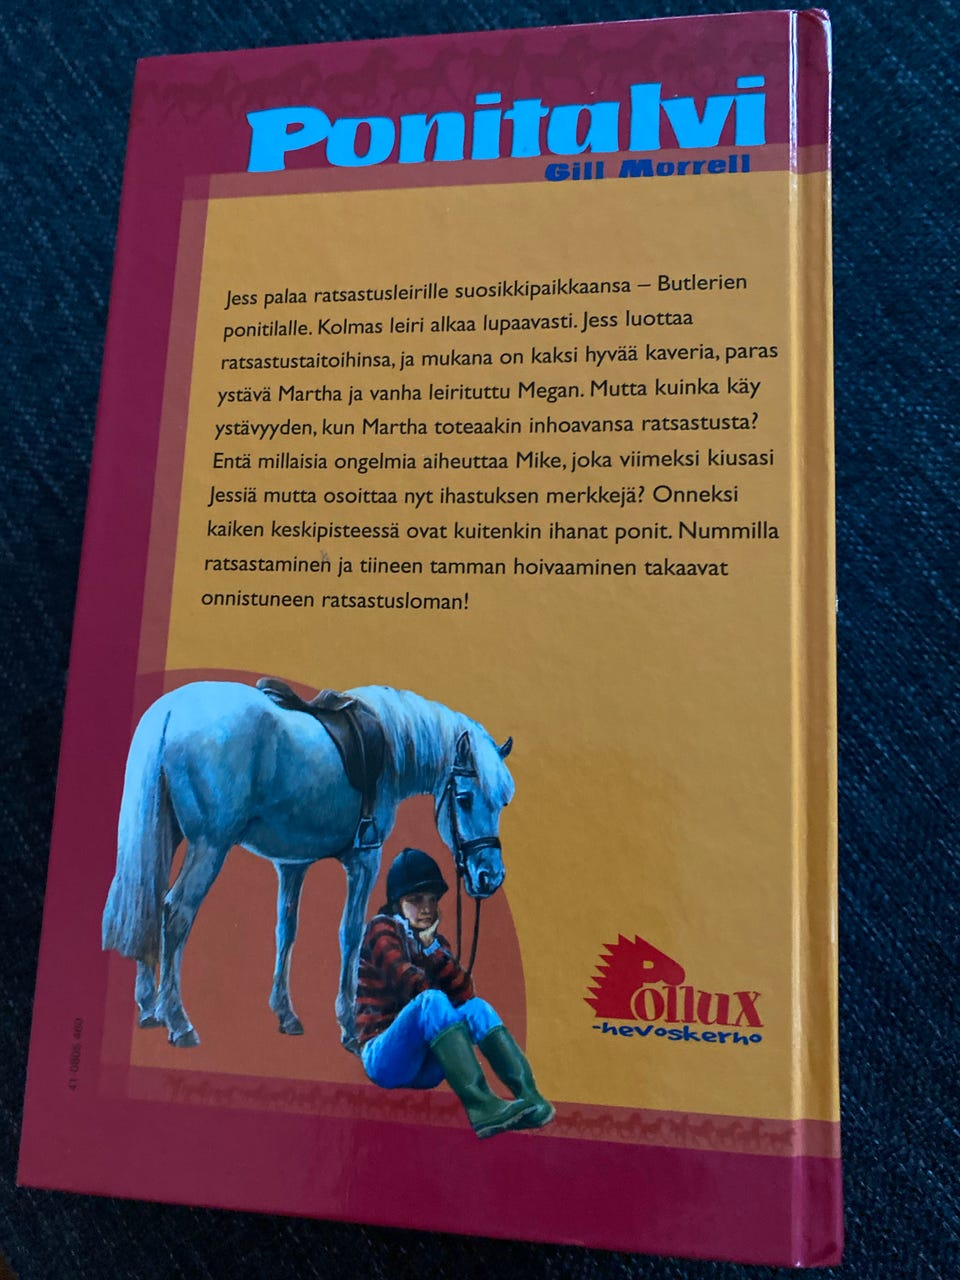 Ponitalvi
Gill Morrell
Jess palaa ratsastusleirille suosikkipaikkaansa – Butlerien
ponitilalle. Kolmas leiri alkaa lupaavasti. Jess luottaa
ratsastustaitoihinsa, ja mukana on kaksi hyvää kaveria, paras
ystävä Martha ja vanha leirituttu Megan. Mutta kuinka käy
ystävyyden, kun Martha toteaakin inhoavansa ratsastusta?
Entä millaisia ongelmia aiheuttaa Mike, joka viimeksi kiusasi
Jessiä mutta osoittaa nyt ihastuksen merkkejä? Onneksi
kaiken keskipisteessä ovat kuitenkin ihanat ponit. Nummilla
ratsastaminen ja tiineen tamman hoivaaminen takaavat
onnistuneen ratsastusloman!
Pollux
-hevoskerho
41-0805-460